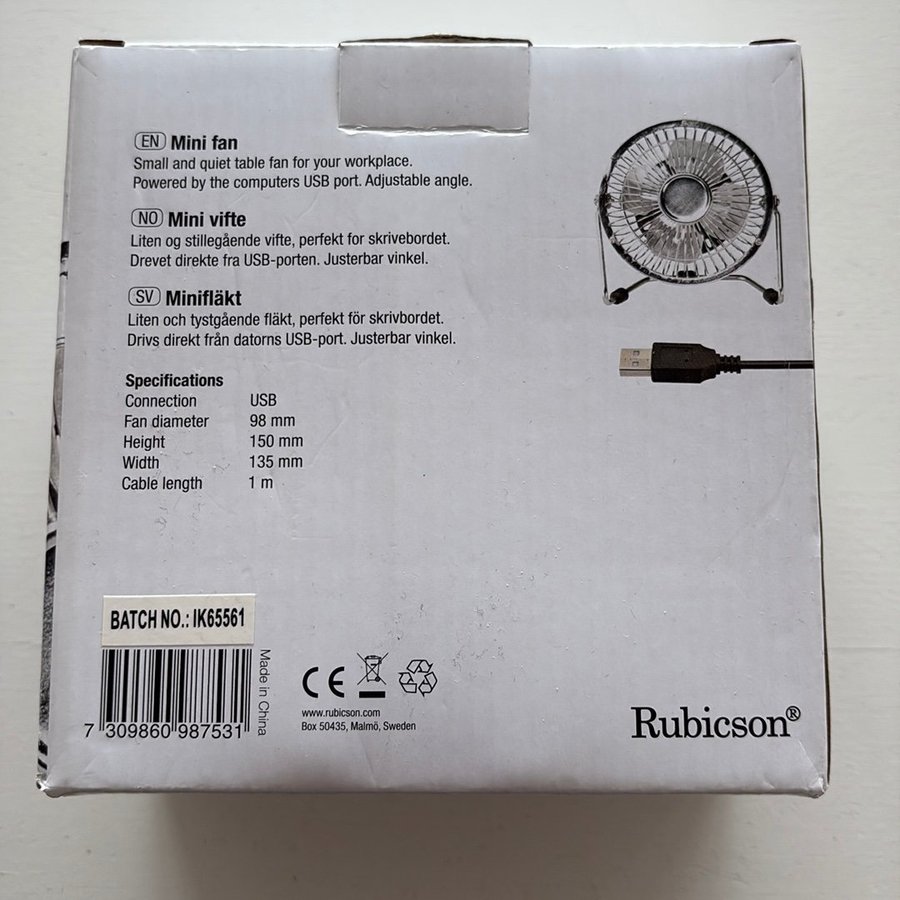 EN Mini fan
Small and quiet table fan for your workplace.
Powered by the computers USB port. Adjustable angle.
NO Mini vifte
Liten og stillegående vifte, perfekt for skrivebordet.
Drevet direkte fra USB-porten. Justerbar vinkel.
SV Minifläkt
Liten och tystgående fläkt, perfekt för skrivbordet.
Drivs direkt från datorns USB-port. Justerbar vinkel.
Specifications
Connection USB
Fan diameter 98 mm
Height 150 mm
Width 135 mm
Cable length 1 m
BATCH NO.: IK65561
7 309860 987531
Made in China
CE
www.rubicson.com
Box 50435, Malmö, Sweden
Rubicson®